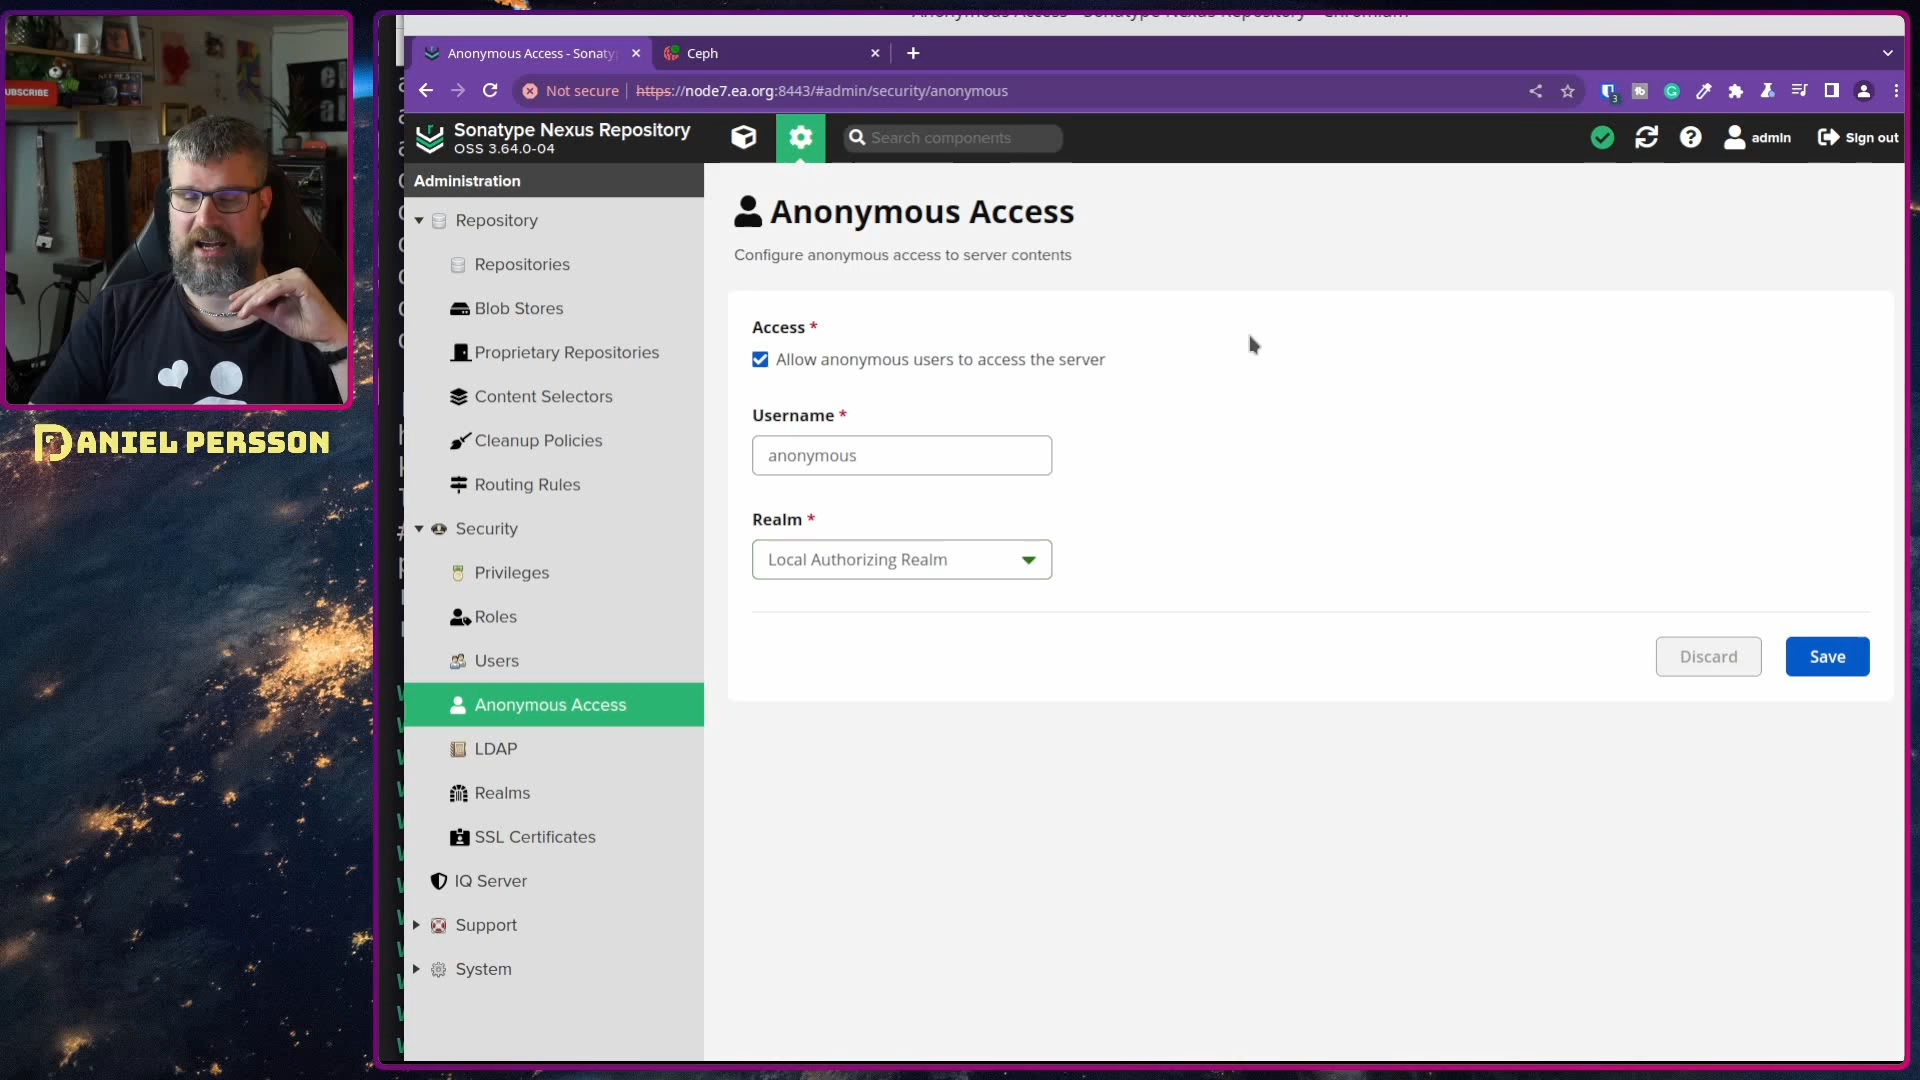 UBSCRIBE
DANIEL PERSSON
Anonymous Access - Sonatype Nexus Repository - Chromium
Anonymous Access - Sonaty
Ceph
Not secure
https://node7.ea.org:8443/#admin/security/anonymous
3
Sonatype Nexus Repository
OSS 3.64.0-04
Search components
admin
Sign out
Administration
Repository
Repositories
Blob Stores
Proprietary Repositories
Content Selectors
Cleanup Policies
Routing Rules
Security
Privileges
Roles
Users
Anonymous Access
LDAP
Realms
SSL Certificates
IQ Server
Support
System
Anonymous Access
Configure anonymous access to server contents
Access *
Allow anonymous users to access the server
Username *
anonymous
Realm *
Local Authorizing Realm
Discard
Save